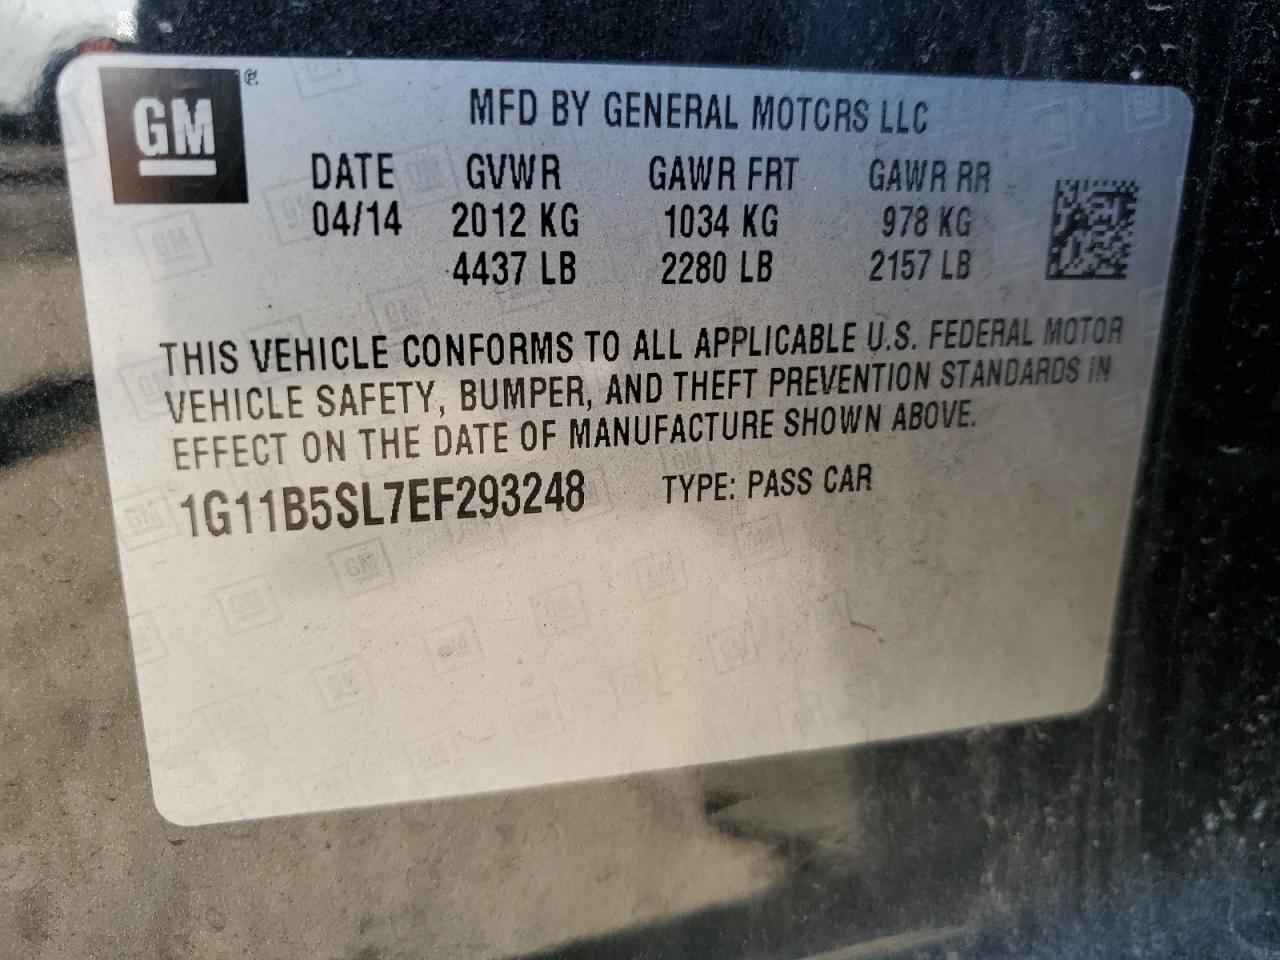 GM
MFD BY GENERAL MOTORS LLC
DATE GVWR GAWR FRT GAWR RR
04/14 2012 KG 1034 KG 978 KG
4437 LB 2280 LB 2157 LB
THIS VEHICLE CONFORMS TO ALL APPLICABLE U.S. FEDERAL MOTOR
VEHICLE SAFETY, BUMPER, AND THEFT PREVENTION STANDARDS IN
EFFECT ON THE DATE OF MANUFACTURE SHOWN ABOVE.
1G11B5SL7EF293248 TYPE: PASS CAR